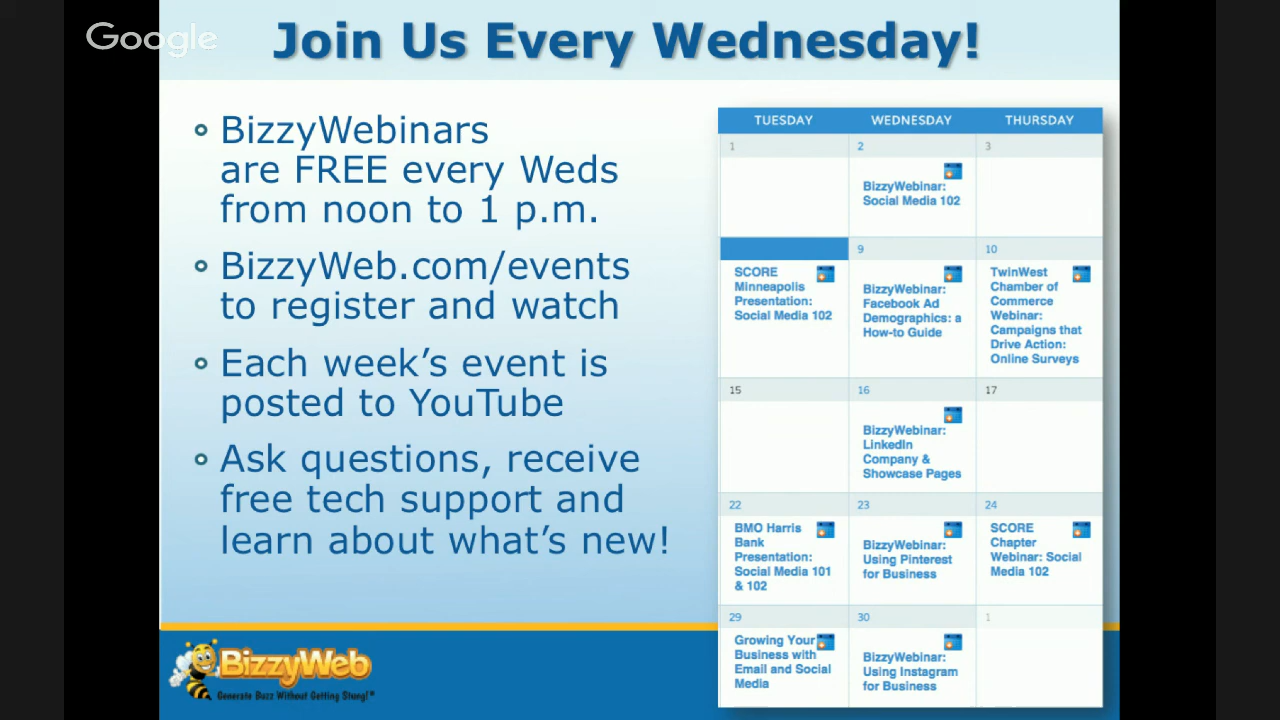 Google
Join Us Every Wednesday!
BizzyWebinars
are FREE every Weds
from noon to 1 p.m.
BizzyWeb.com/events
to register and watch
Each week’s event is
posted to YouTube
Ask questions, receive
free tech support and
learn about what’s new!
TUESDAY WEDNESDAY THURSDAY
1 2 3
BizzyWebinar:
Social Media 102
9 10
SCORE
Minneapolis
Presentation:
Social Media 102
BizzyWebinar:
Facebook Ad
Demographics: a
How-to Guide
TwinWest
Chamber of
Commerce
Webinar:
Campaigns that
Drive Action:
Online Surveys
15 16 17
BizzyWebinar:
LinkedIn
Company &
Showcase Pages
22 23 24
BMO Harris
Bank
Presentation:
Social Media 101
& 102
BizzyWebinar:
Using Pinterest
for Business
SCORE
Chapter
Webinar: Social
Media 102
29 30 1
Growing Your
Business with
Email and Social
Media
BizzyWebinar:
Using Instagram
for Business
BizzyWeb
Generate Buzz Without Getting Stung!®